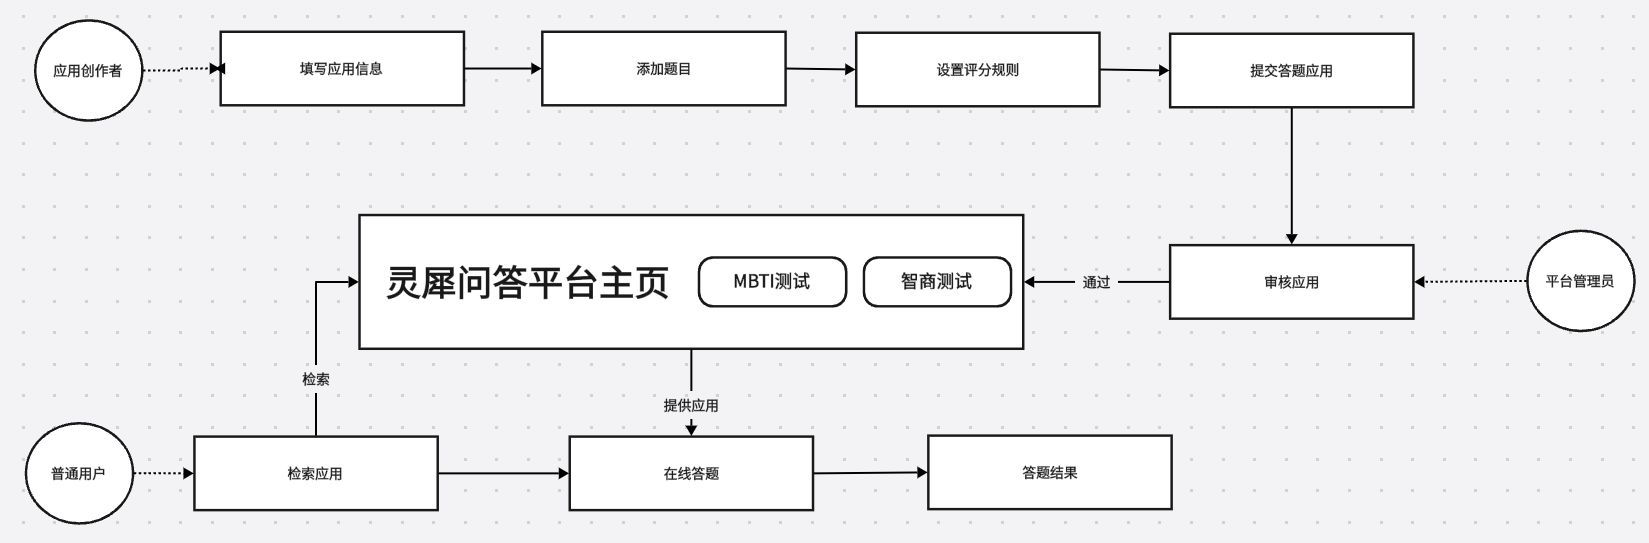 应用创作者
填写应用信息
添加题目
设置评分规则
提交答题应用
灵犀问答平台主页
MBTI测试
智商测试
通过
审核应用
平台管理员
检索
提供应用
普通用户
检索应用
在线答题
答题结果